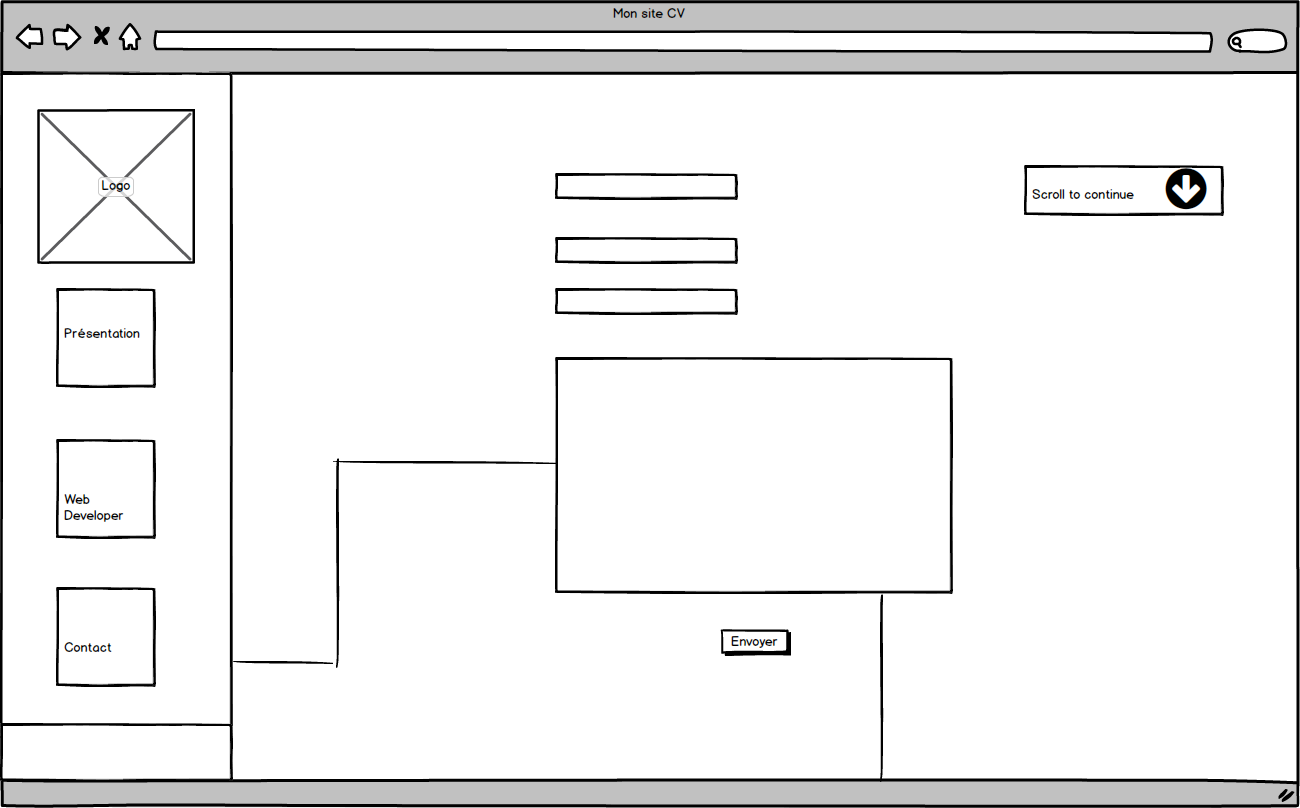 Mon site CV
Logo
Scroll to continue
Présentation
Web
Developer
Envoyer
Contact